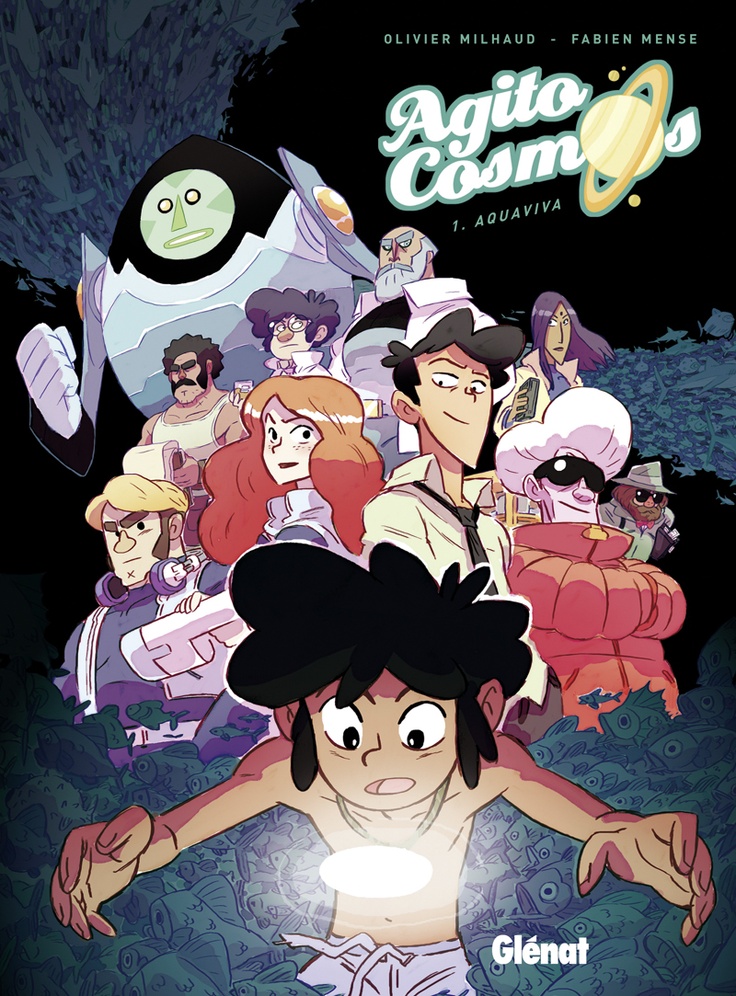 OLIVIER MILHAUD - FABIEN MENSE
Agito
Cosmos
1. AQUAVIVA
Glénat